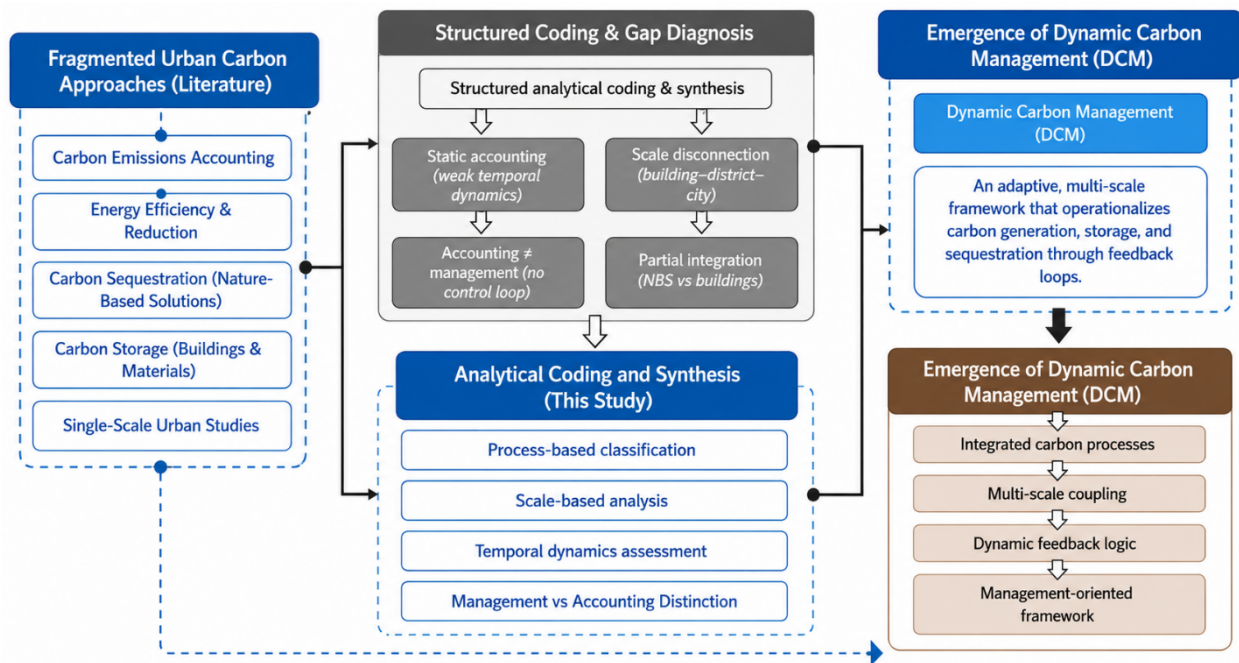 Fragmented Urban Carbon
Approaches (Literature)
Carbon Emissions Accounting
Energy Efficiency &
Reduction
Carbon Sequestration (Nature-
Based Solutions)
Carbon Storage (Buildings &
Materials)
Single-Scale Urban Studies
Structured Coding & Gap Diagnosis
Structured analytical coding & synthesis
Static accounting
(weak temporal
dynamics)
Scale disconnection
(building–district–
city)
Accounting ≠
management (no
control loop)
Partial integration
(NBS vs buildings)
Analytical Coding and Synthesis
(This Study)
Process-based classification
Scale-based analysis
Temporal dynamics assessment
Management vs Accounting Distinction
Emergence of Dynamic Carbon
Management (DCM)
Dynamic Carbon Management
(DCM)
An adaptive, multi-scale
framework that operationalizes
carbon generation, storage, and
sequestration through feedback
loops.
Emergence of Dynamic Carbon
Management (DCM)
Integrated carbon processes
Multi-scale coupling
Dynamic feedback logic
Management-oriented
framework